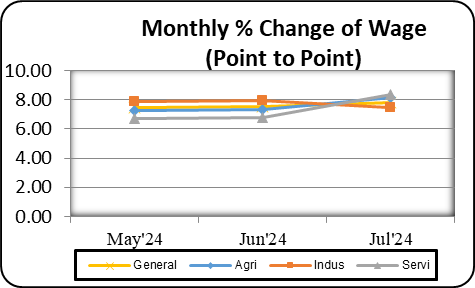 Monthly % Change of Wage
(Point to Point)
10.00
8.00
6.00
4.00
2.00
0.00
May'24 Jun'24 Jul'24
General Agri Indus Servi